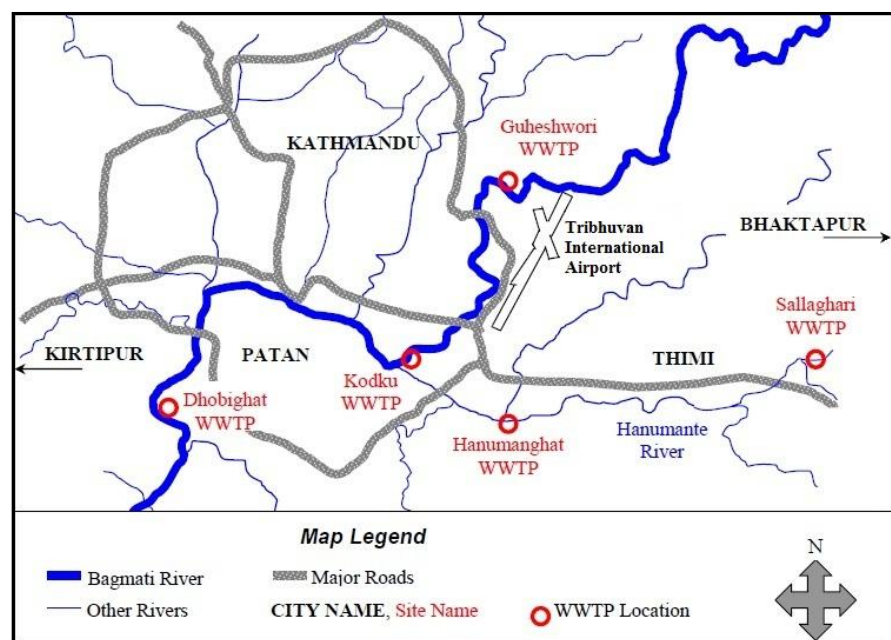 Guheshwori
WWTP
KATHMANDU
Tribhuvan
International
Airport
BHAKTAPUR
Sallaghari
WWTP
KIRTIPUR
PATAN
THIMI
Kodku
WWTP
Dhobighat
WWTP
Hanumanghat
WWTP
Hanumante
River
Map Legend
N
Bagmati River
Major Roads
Other Rivers
CITY NAME, Site Name
WWTP Location